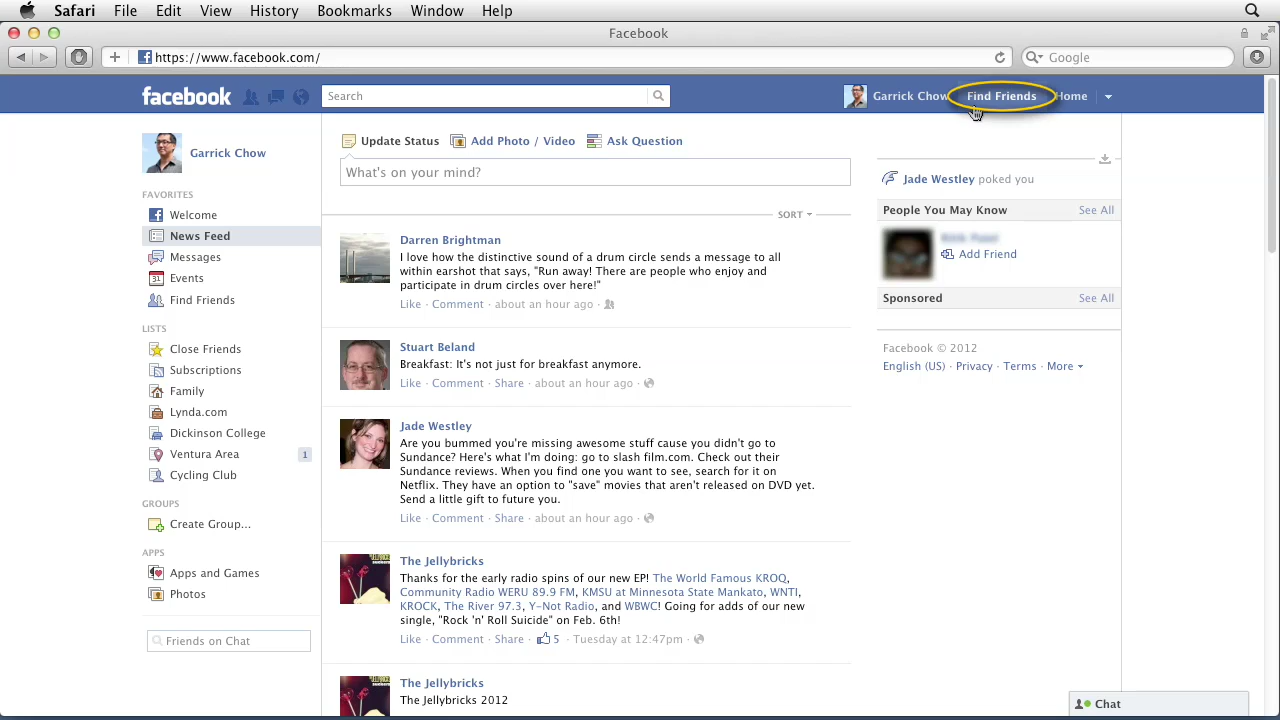 Safari File Edit View History Bookmarks Window Help
Facebook
https://www.facebook.com/
Google
facebook
Search
Garrick Chow
Find Friends
Home
Garrick Chow
FAVORITES
Welcome
News Feed
Messages
Events
Find Friends
LISTS
Close Friends
Subscriptions
Family
Lynda.com
Dickinson College
Ventura Area 1
Cycling Club
GROUPS
Create Group...
APPS
Apps and Games
Photos
Friends on Chat
Update Status Add Photo / Video Ask Question
What's on your mind?
SORT
Darren Brightman
I love how the distinctive sound of a drum circle sends a message to all
within earshot that says, "Run away! There are people who enjoy and
participate in drum circles over here!"
Like · Comment · about an hour ago ·
Stuart Beland
Breakfast: It's not just for breakfast anymore.
Like · Comment · Share · about an hour ago ·
Jade Westley
Are you bummed you're missing awesome stuff cause you didn't go to
Sundance? Here's what I'm doing: go to slash film.com. Check out their
Sundance reviews. When you find one you want to see, search for it on
Netflix. They have an option to "save" movies that aren't released on DVD yet.
Send a little gift to future you.
Like · Comment · Share · about an hour ago ·
The Jellybricks
Thanks for the early radio spins of our new EP! The World Famous KROQ,
Community Radio WERU 89.9 FM, KMSU at Minnesota State Mankato, WNTI,
KROCK, The River 97.3, Y-Not Radio, and WBWC! Going for adds of our new
single, "Rock 'n' Roll Suicide" on Feb. 6th!
Like · Comment · Share · 5 · Tuesday at 12:47pm ·
The Jellybricks
The Jellybricks 2012
Jade Westley poked you
People You May Know See All
Add Friend
Sponsored See All
Facebook © 2012
English (US) · Privacy · Terms · More
Chat